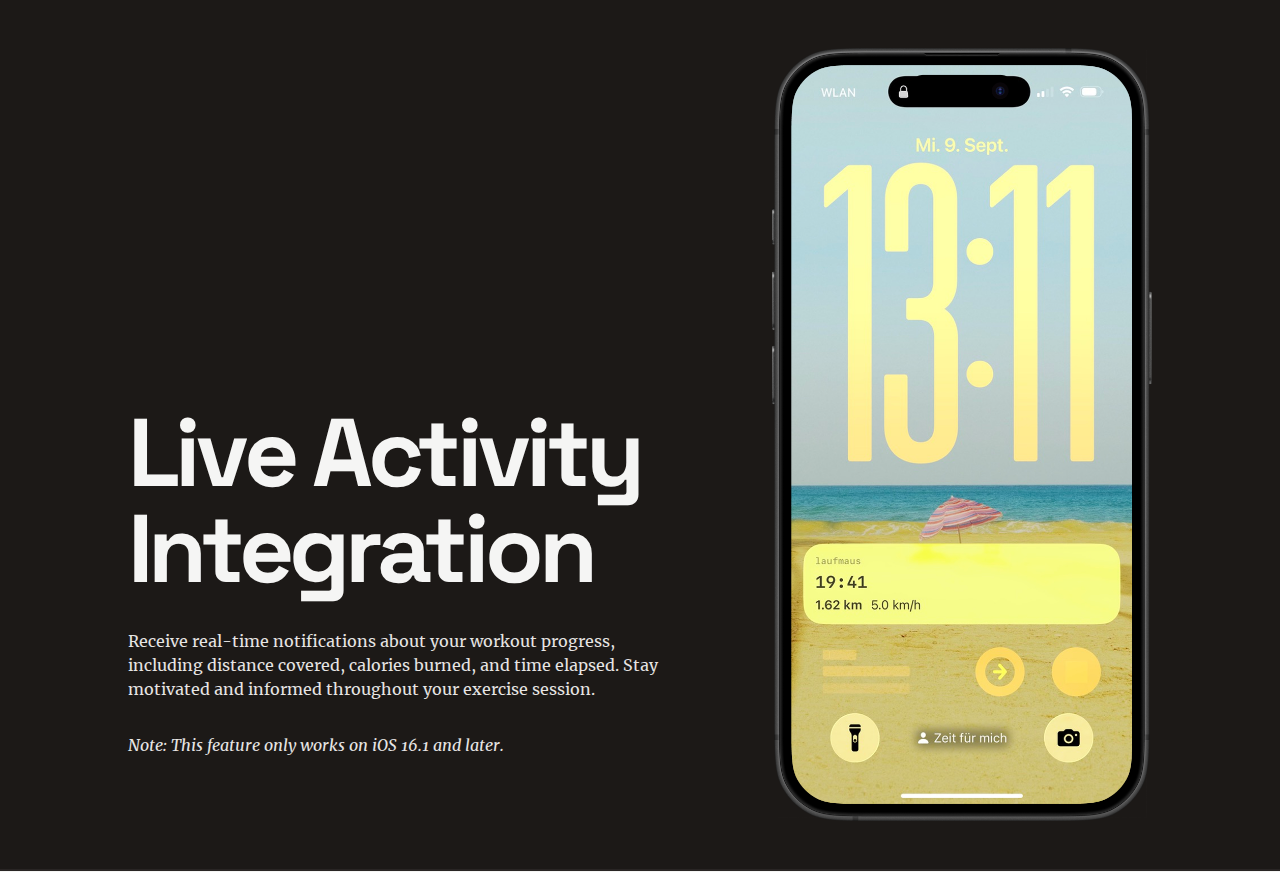 Live Activity
Integration
Receive real-time notifications about your workout progress,
including distance covered, calories burned, and time elapsed. Stay
motivated and informed throughout your exercise session.
Note: This feature only works on iOS 16.1 and later.
WLAN
Mi. 9. Sept.
13:11
laufmaus
19:41
1.62 km 5.0 km/h
Zeit für mich